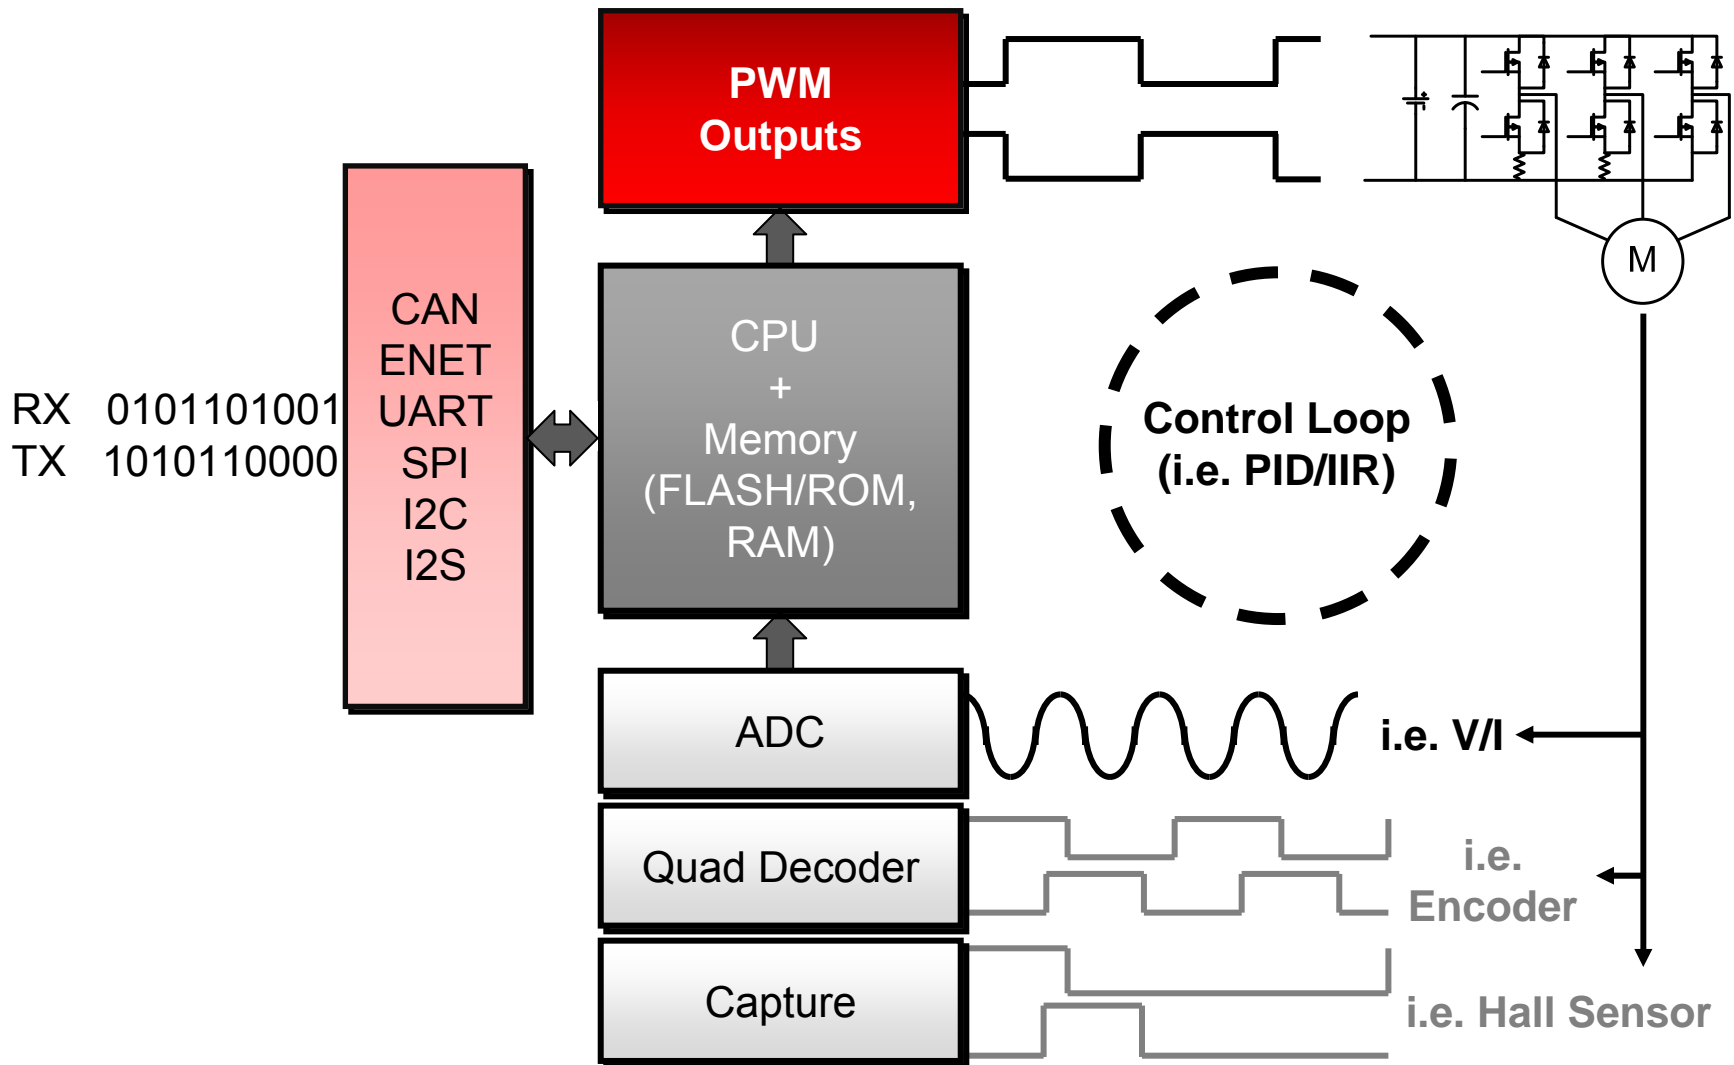 PWM
Outputs
M
CAN
ENET
UART
SPI
I2C
I2S
RX 0101101001
TX 1010110000
CPU
+
Memory
(FLASH/ROM,
RAM)
Control Loop
(i.e. PID/IIR)
ADC
i.e. V/I
Quad Decoder
i.e.
Encoder
Capture
i.e. Hall Sensor